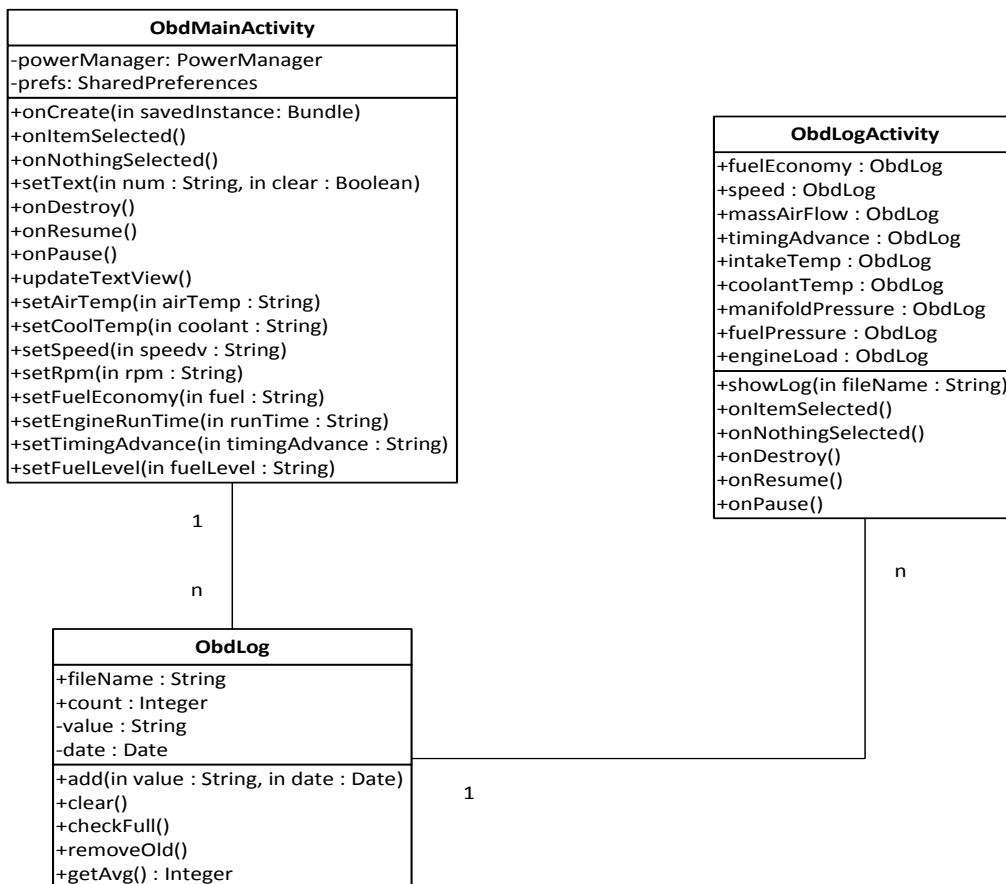 ObdMainActivity
-powerManager: PowerManager
-prefs: SharedPreferences
+onCreate(in savedInstance: Bundle)
+onItemSelected()
+onNothingSelected()
+setText(in num : String, in clear : Boolean)
+onDestroy()
+onResume()
+onPause()
+updateTextView()
+setAirTemp(in airTemp : String)
+setCoolTemp(in coolant : String)
+setSpeed(in speedv : String)
+setRpm(in rpm : String)
+setFuelEconomy(in fuel : String)
+setEngineRunTime(in runTime : String)
+setTimingAdvance(in timingAdvance : String)
+setFuelLevel(in fuelLevel : String)
ObdLogActivity
+fuelEconomy : ObdLog
+speed : ObdLog
+massAirFlow : ObdLog
+timingAdvance : ObdLog
+intakeTemp : ObdLog
+coolantTemp : ObdLog
+manifoldPressure : ObdLog
+fuelPressure : ObdLog
+engineLoad : ObdLog
+showLog(in fileName : String)
+onItemSelected()
+onNothingSelected()
+onDestroy()
+onResume()
+onPause()
1
n
n
ObdLog
+fileName : String
+count : Integer
-value : String
-date : Date
+add(in value : String, in date : Date)
+clear()
+checkFull()
+removeOld()
+getAvg() : Integer
1